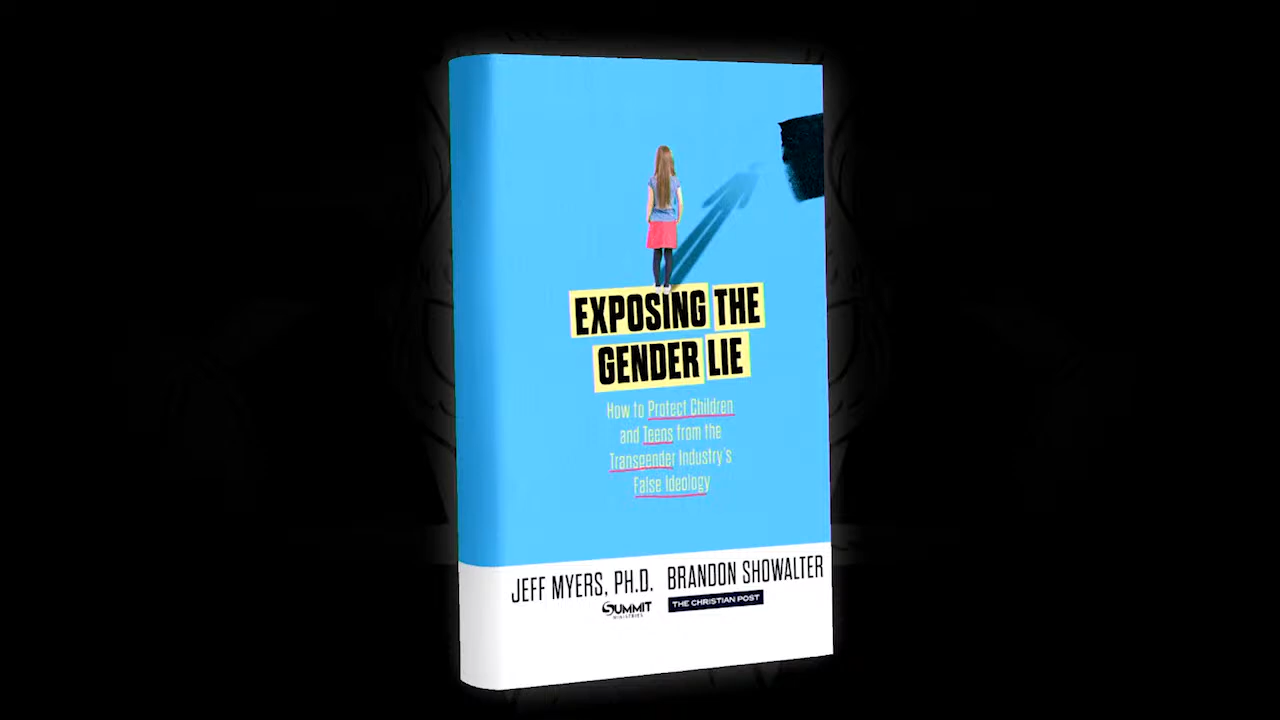 EXPOSING THE
GENDER LIE
How to Protect Children
and Teens from the
Transgender Industry's
False Ideology
JEFF MYERS, PH.D. BRANDON SHOWALTER
SUMMIT MINISTRIES THE CHRISTIAN POST